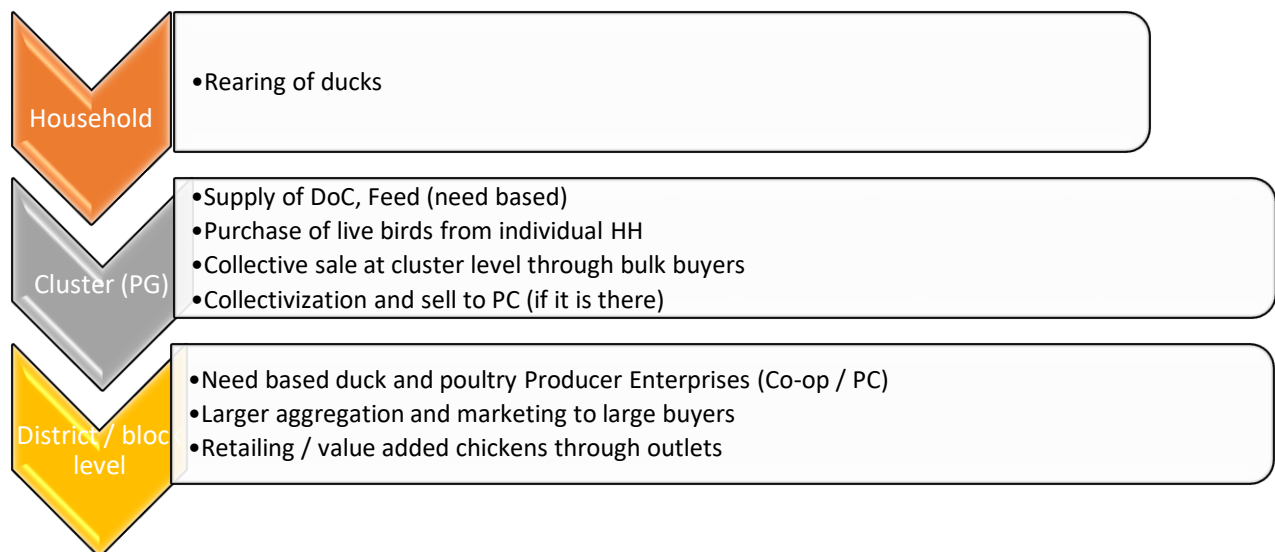 Household
•Rearing of ducks
Cluster (PG)
•Supply of DoC, Feed (need based)
•Purchase of live birds from individual HH
•Collective sale at cluster level through bulk buyers
•Collectivization and sell to PC (if it is there)
District / bloc
level
•Need based duck and poultry Producer Enterprises (Co-op / PC)
•Larger aggregation and marketing to large buyers
•Retailing / value added chickens through outlets